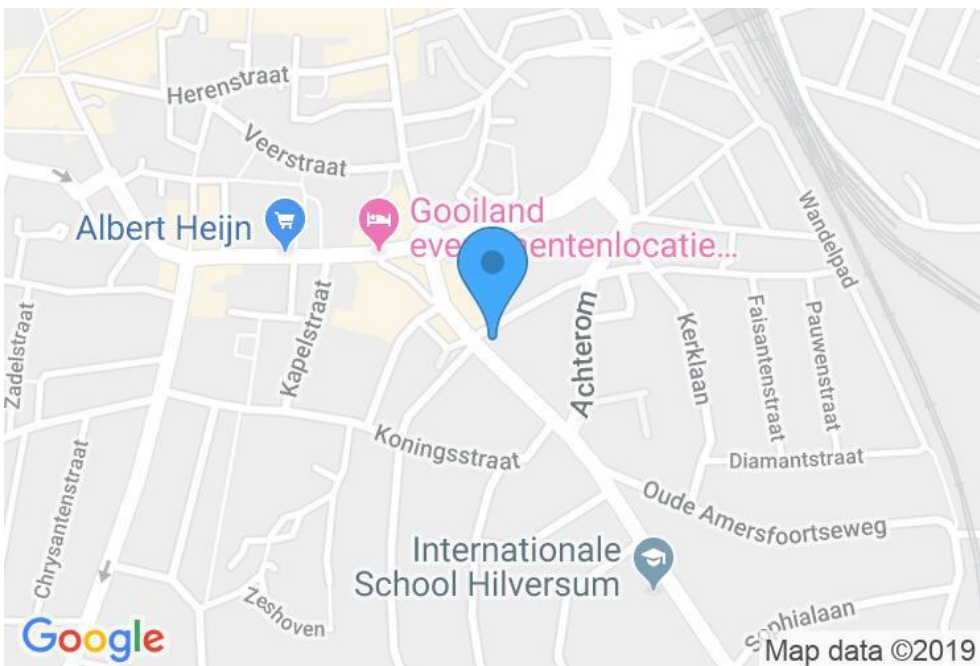 Herenstraat
Veerstraat
Albert Heijn
Gooiland
evenementenlocatie...
Wandelpad
Zadelstraat
Kapelstraat
Achterom
Kerklaan
Faisantenstraat
Pauwenstraat
Koningsstraat
Diamantstraat
Chrysantenstraat
Oude Amersfoortseweg
Internationale
School Hilversum
Zeshoven
Sophialaan
Google
Map data ©2019